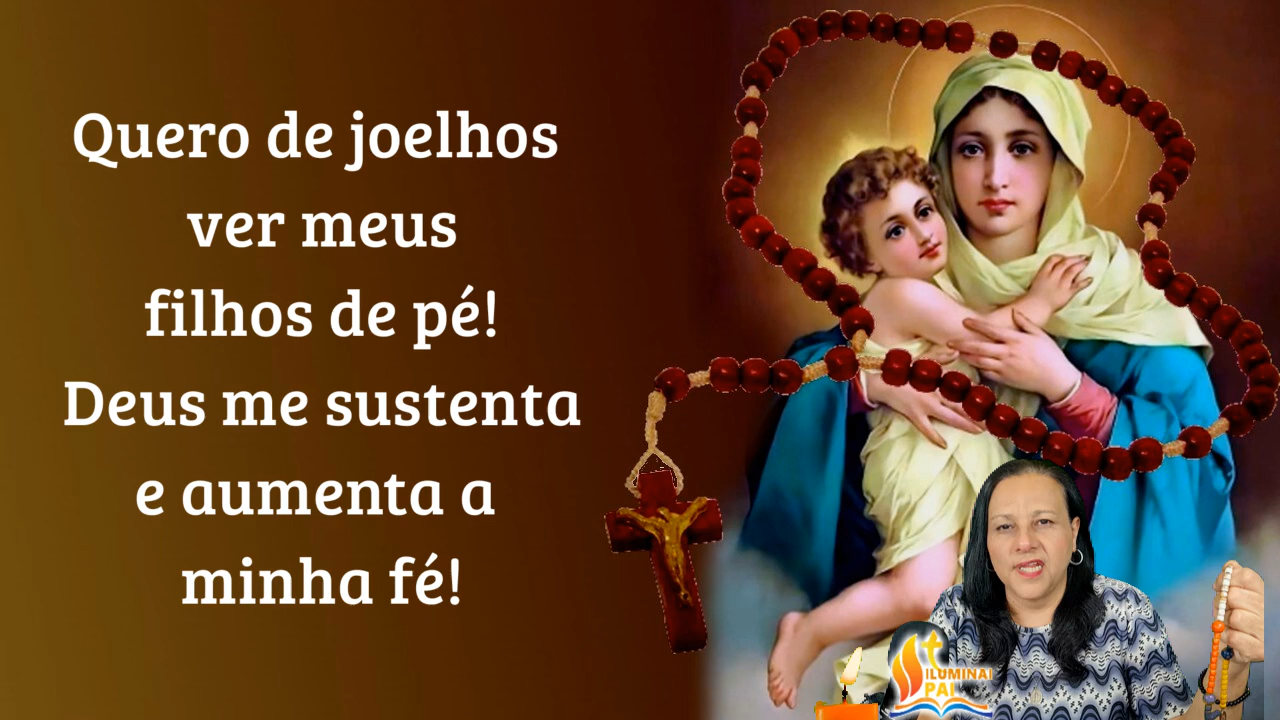 Quero de joelhos
ver meus
filhos de pé!
Deus me sustenta
e aumenta a
minha fé!
ILUMINAI
PAI